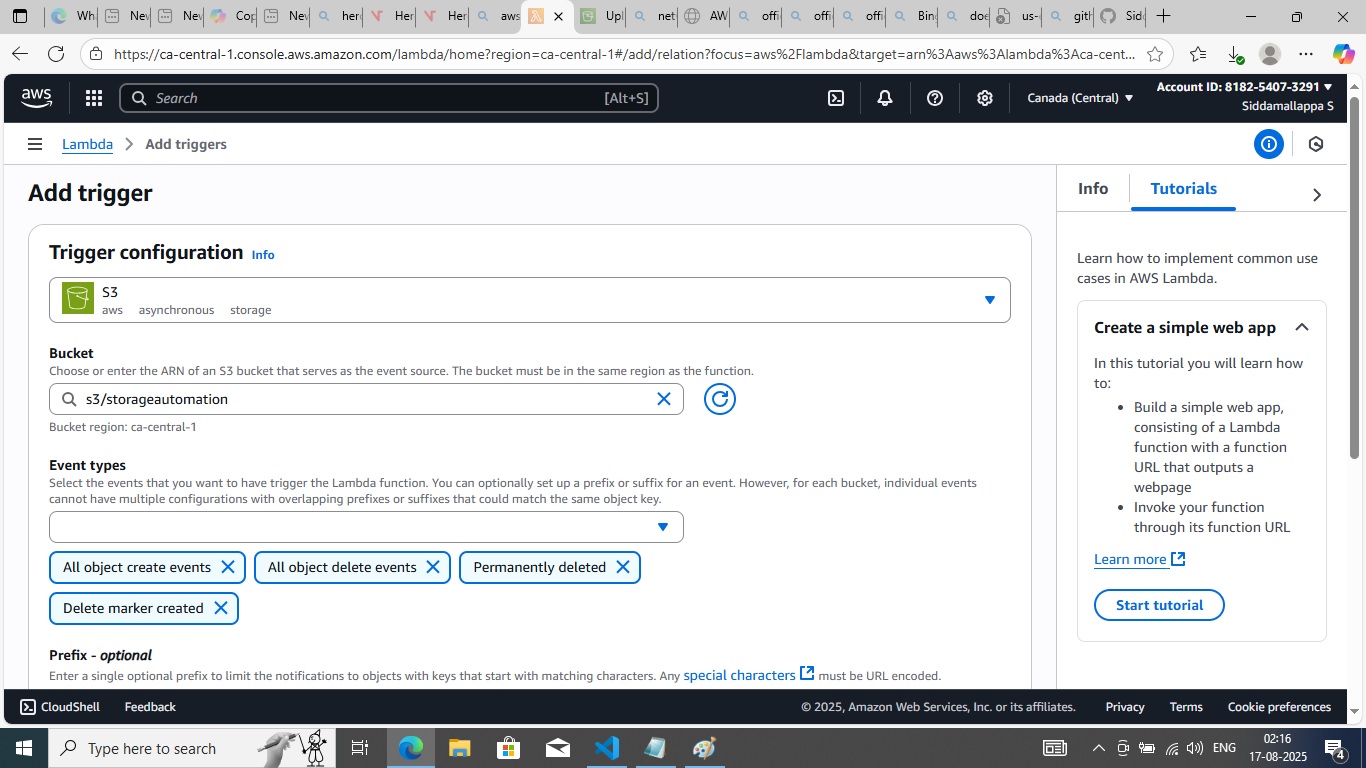 Wha
New
New
Cop
New
hero
Her
Her
aws
Upl
net
AW
offi
offi
offi
Bin
doe
us-
gith
Sido
https://ca-central-1.console.aws.amazon.com/lambda/home?region=ca-central-1#/add/relation?focus=aws%2Flambda&target=arn%3Aaws%3Alambda%3Aca-cent...
aws
Search
[Alt+S]
Canada (Central)
Account ID: 8182-5407-3291
Siddamallappa S
Lambda
Add triggers
Add trigger
Trigger configuration Info
S3
aws asynchronous storage
Bucket
Choose or enter the ARN of an S3 bucket that serves as the event source. The bucket must be in the same region as the function.
s3/storageautomation
Bucket region: ca-central-1
Event types
Select the events that you want to have trigger the Lambda function. You can optionally set up a prefix or suffix for an event. However, for each bucket, individual events
cannot have multiple configurations with overlapping prefixes or suffixes that could match the same object key.
All object create events
All object delete events
Permanently deleted
Delete marker created
Prefix - optional
Enter a single optional prefix to limit the notifications to objects with keys that start with matching characters. Any special characters must be URL encoded.
Info
Tutorials
Learn how to implement common use
cases in AWS Lambda.
Create a simple web app
In this tutorial you will learn how
to:
• Build a simple web app,
consisting of a Lambda
function with a function
URL that outputs a
webpage
• Invoke your function
through its function URL
Learn more
Start tutorial
CloudShell
Feedback
© 2025, Amazon Web Services, Inc. or its affiliates.
Privacy
Terms
Cookie preferences
Type here to search
ENG
02:16
17-08-2025
4